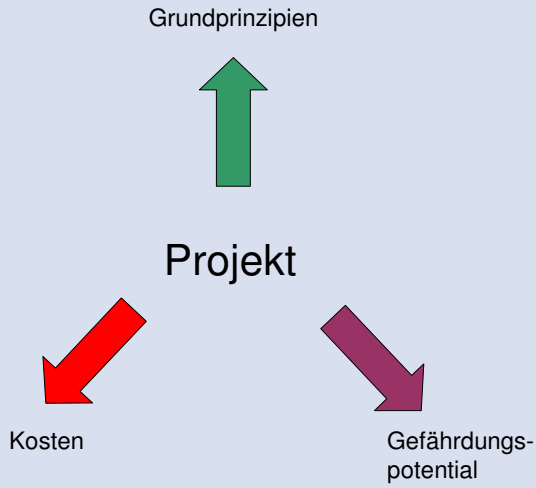 Grundprinzipien
Projekt
Kosten
Gefährdungs-
potential